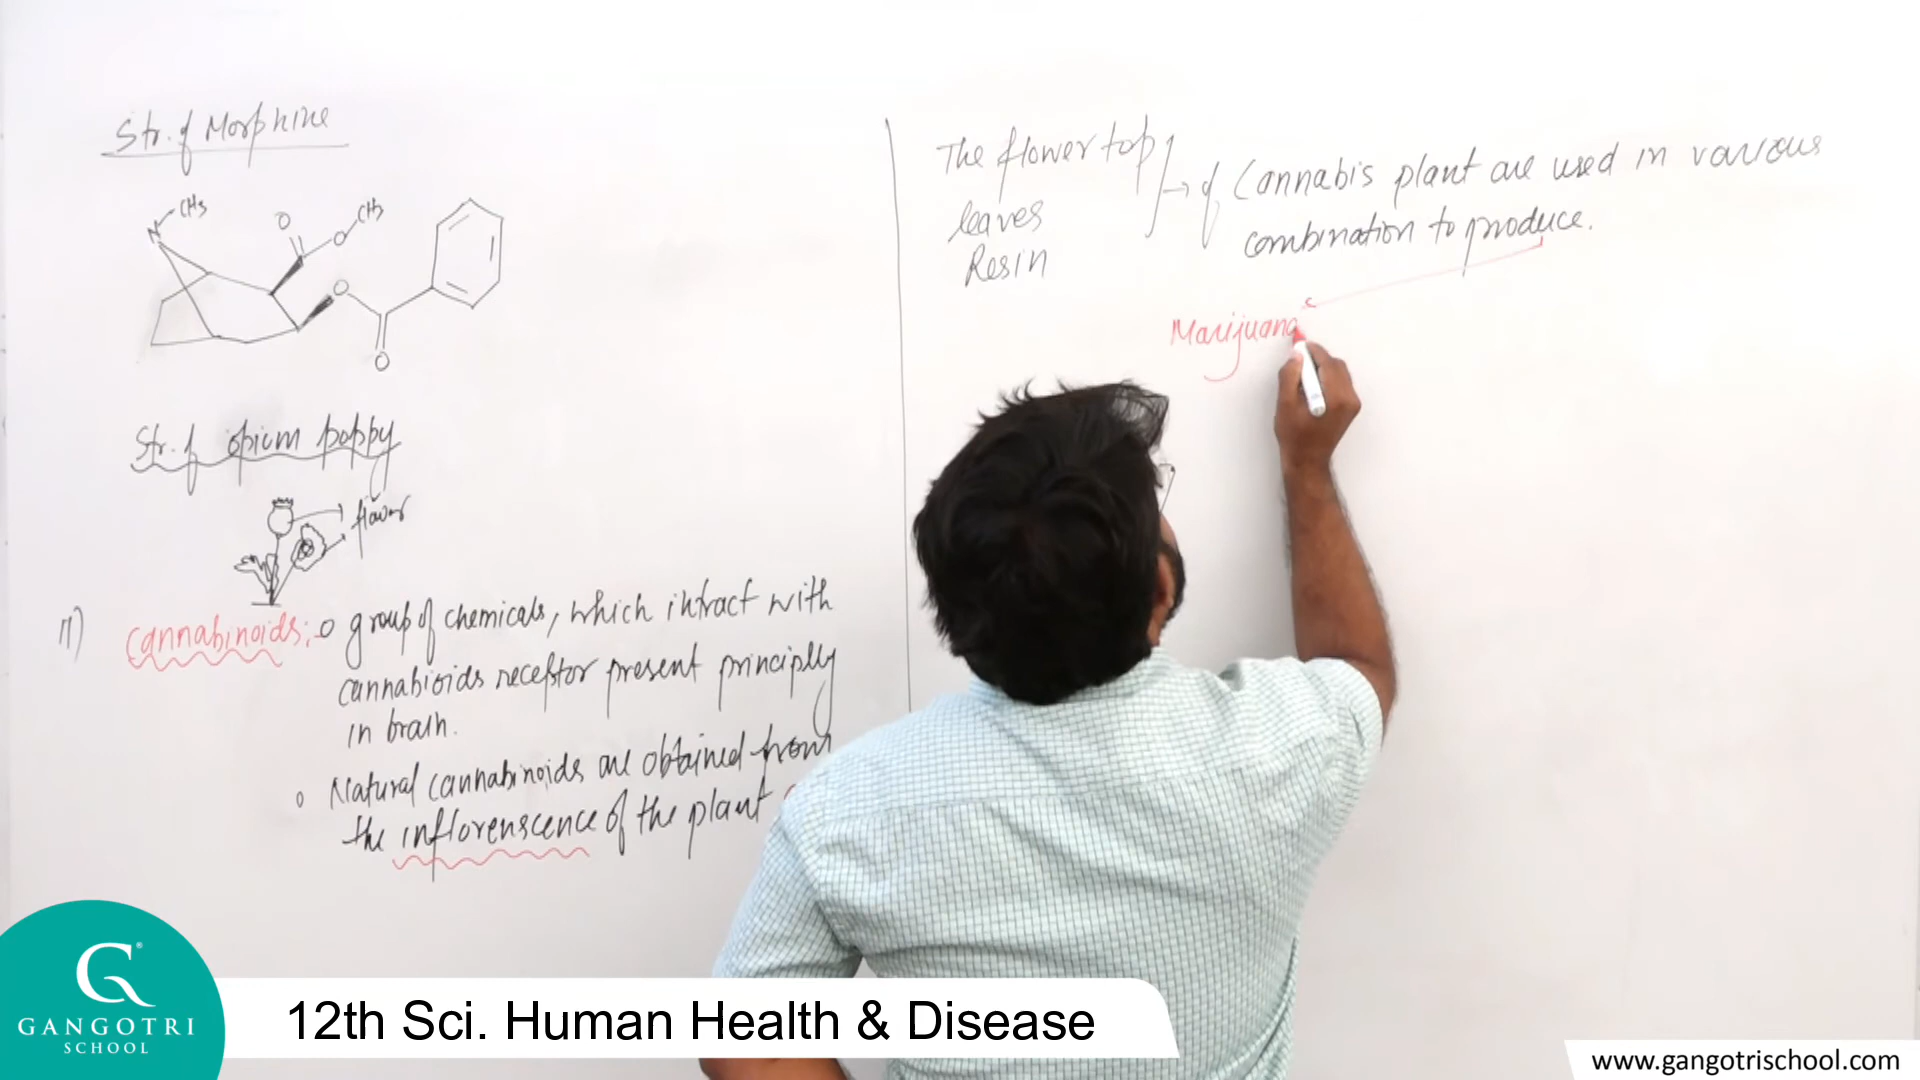 Str. of Morphine
N CH3
O
O CH3
O
O
Str. of opium poppy
flower
II) Cannabinoids:- o group of chemicals, which intract with
cannabioids receptor present principlly
in brain.
o Natural cannabinoids are obtained from
the inflorenscence of the plant
The flower top
leaves
Resin
→ of Cannabis plant are used in various
combination to produce.
Marijuana
G
GANGOTRI
SCHOOL
12th Sci. Human Health & Disease
www.gangotrischool.com